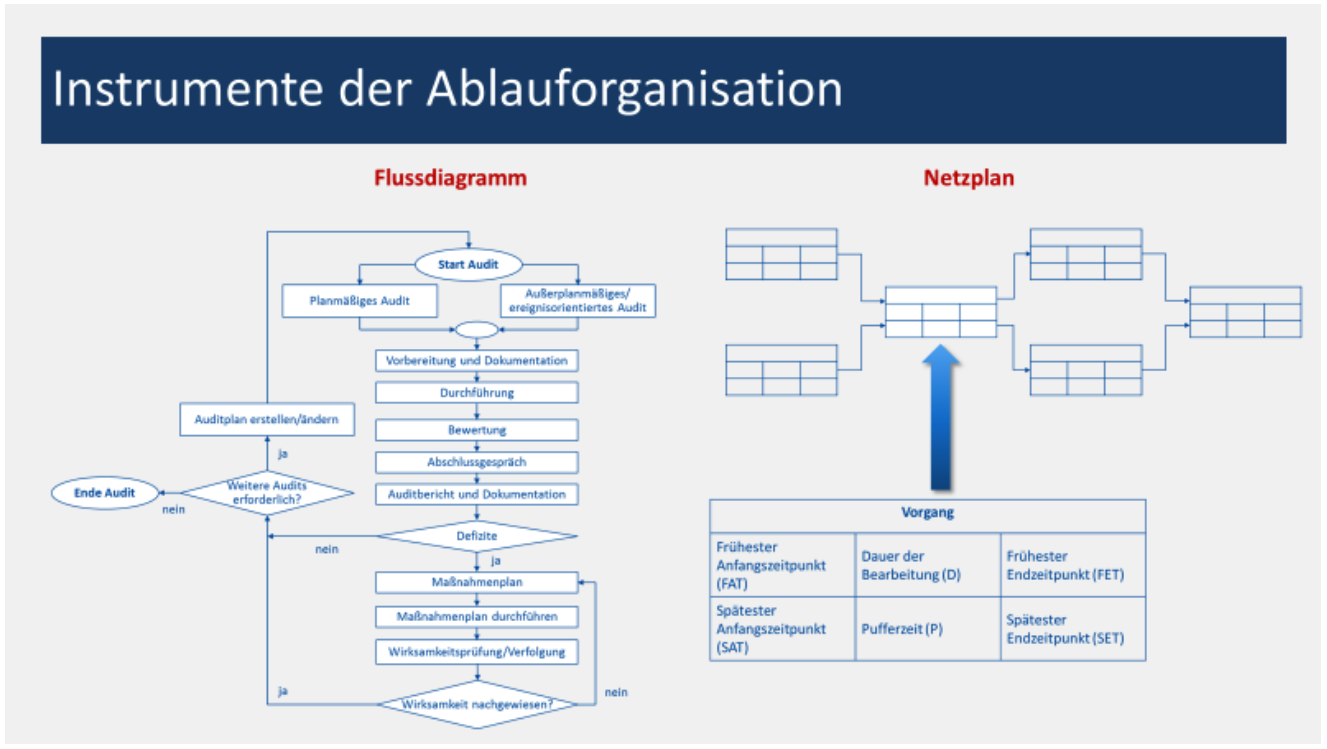 Instrumente der Ablauforganisation
Flussdiagramm
Start Audit
Planmäßiges Audit
Außerplanmäßiges/
ereignisorientiertes Audit
Vorbereitung und Dokumentation
Durchführung
Bewertung
Abschlussgespräch
Auditbericht und Dokumentation
Defizite
nein
ja
Maßnahmenplan
Maßnahmenplan durchführen
Wirksamkeitsprüfung/Verfolgung
Wirksamkeit nachgewiesen?
nein
ja
Weitere Audits
erforderlich?
ja
Auditplan erstellen/ändern
nein
Ende Audit
Netzplan
Vorgang
Frühester
Anfangszeitpunkt
(FAT)
Dauer der
Bearbeitung (D)
Frühester
Endzeitpunkt (FET)
Spätester
Anfangszeitpunkt
(SAT)
Pufferzeit (P)
Spätester
Endzeitpunkt (SET)